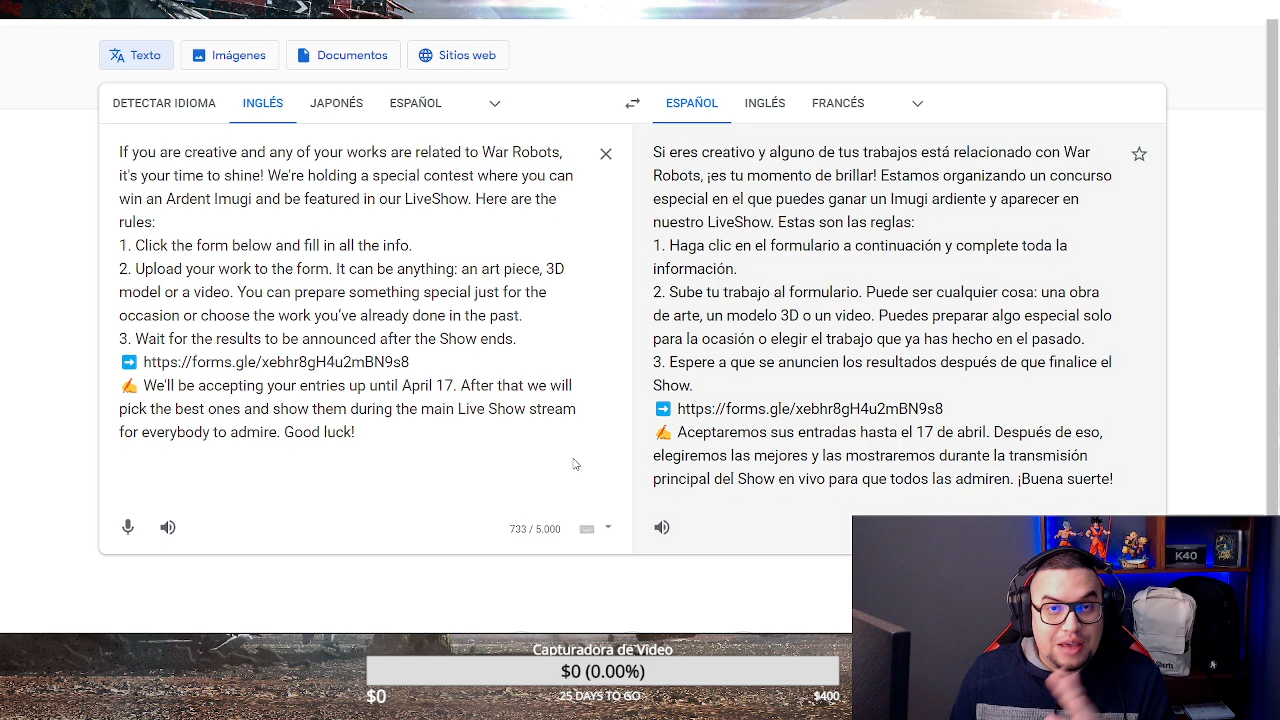 Texto
Imágenes
Documentos
Sitios web
DETECTAR IDIOMA
INGLÉS
JAPONÉS
ESPAÑOL
ESPAÑOL
INGLÉS
FRANCÉS
If you are creative and any of your works are related to War Robots,
it's your time to shine! We're holding a special contest where you can
win an Ardent Imugi and be featured in our LiveShow. Here are the
rules:
1. Click the form below and fill in all the info.
2. Upload your work to the form. It can be anything: an art piece, 3D
model or a video. You can prepare something special just for the
occasion or choose the work you’ve already done in the past.
3. Wait for the results to be announced after the Show ends.
➡️ https://forms.gle/xebhr8gH4u2mBN9s8
✍️ We'll be accepting your entries up until April 17. After that we will
pick the best ones and show them during the main Live Show stream
for everybody to admire. Good luck!
733 / 5.000
Si eres creativo y alguno de tus trabajos está relacionado con War
Robots, ¡es tu momento de brillar! Estamos organizando un concurso
especial en el que puedes ganar un Imugi ardiente y aparecer en
nuestro LiveShow. Estas son las reglas:
1. Haga clic en el formulario a continuación y complete toda la
información.
2. Sube tu trabajo al formulario. Puede ser cualquier cosa: una obra
de arte, un modelo 3D o un video. Puedes preparar algo especial solo
para la ocasión o elegir el trabajo que ya has hecho en el pasado.
3. Espere a que se anuncien los resultados después de que finalice el
Show.
➡️ https://forms.gle/xebhr8gH4u2mBN9s8
✍️ Aceptaremos sus entradas hasta el 17 de abril. Después de eso,
elegiremos las mejores y las mostraremos durante la transmisión
principal del Show en vivo para que todos las admiren. ¡Buena suerte!
K40
Shorts
Capturadora de Video
$0 (0.00%)
$0
25 DAYS TO GO
$400